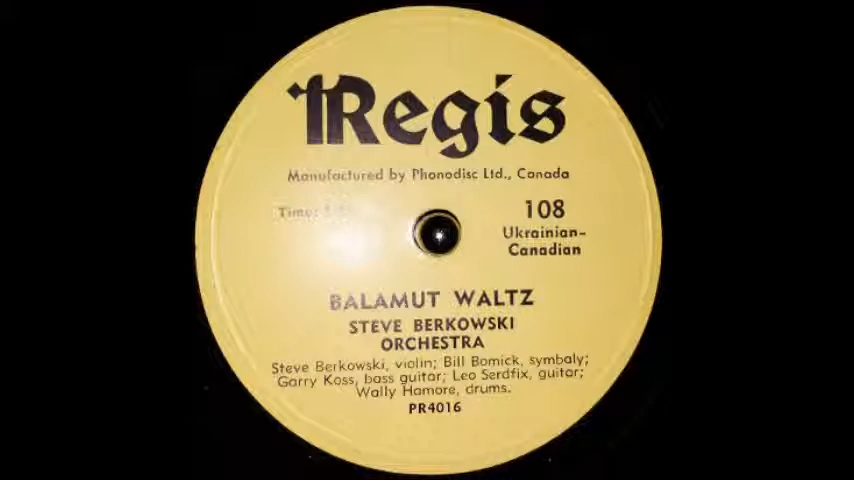 Regis
Manufactured by Phonodisc Ltd., Canada
Time:
108
Ukrainian-
Canadian
BALAMUT WALTZ
STEVE BERKOWSKI
ORCHESTRA
Steve Berkowski, violin; Bill Bomick, symbaly;
Garry Koss, bass guitar; Leo Serdfix, guitar;
Wally Hamore, drums.
PR4016